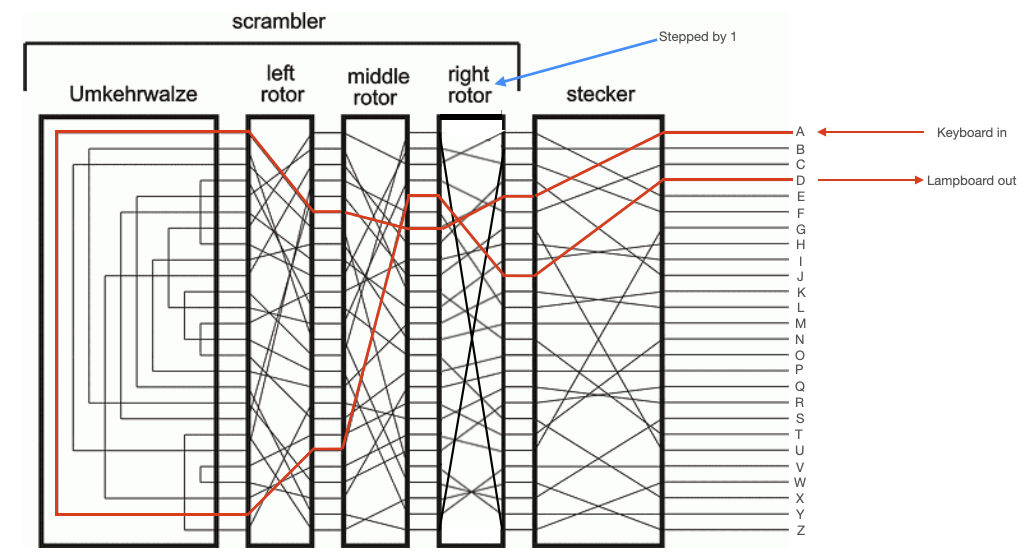 scrambler
Stepped by 1
Umkehrwalze
left
rotor
middle
rotor
right
rotor
stecker
A
Keyboard in
B
C
D
Lampboard out
E
F
G
H
I
J
K
L
M
N
O
P
Q
R
S
T
U
V
W
X
Y
Z